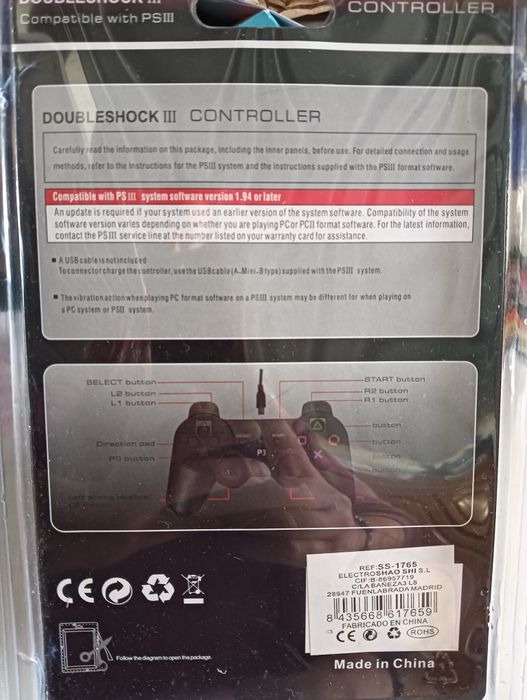 DOUBLESHOCK III
Compatible with PSIII
CONTROLLER
DOUBLESHOCK III CONTROLLER
Carefully read the information on this package, including the inner panels, before use. For detailed connection and usage
methods, refer to the instructions for the PSIII system and the instructions supplied with the PSIII format software.
Compatible with PS III system software version 1.94 or later
An update is required if your system used an earlier version of the system software. Compatibility of the system
software version varies depending on whether you are playing PC or PCII format software. For the latest information,
contact the PSIII service line at the number listed on your warranty card for assistance.
■ A USB cable is not included
To connector charge the controller, use the USB cable (A-Mini-B type) supplied with the PSIII system.
■ The vibration action when playing PC format software on a PSIII system may be different for when playing on
a PC system or PSII system.
SELECT button
L2 button
L1 button
Direction pad
PS button
Left analog joystick
START button
R2 button
R1 button
button
button
button
button
P3
CE
Follow the diagram to open the package.
REF:SS-1765
ELECTROSHAO SHI S.L
CIF:B-86957719
C/LA BAÑEZA3 L8
28947 FUENLABRADA MADRID
8 435668 617659
FABRICADO EN CHINA
CE ROHS
Made in China